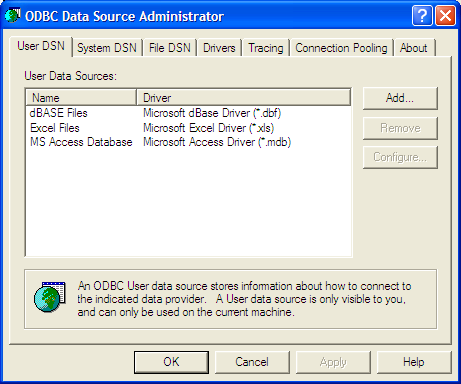 ODBC Data Source Administrator
User DSN System DSN File DSN Drivers Tracing Connection Pooling About
User Data Sources:
Name Driver
dBASE Files Microsoft dBase Driver (*.dbf)
Excel Files Microsoft Excel Driver (*.xls)
MS Access Database Microsoft Access Driver (*.mdb)
Add...
Remove
Configure...
An ODBC User data source stores information about how to connect to
the indicated data provider. A User data source is only visible to you,
and can only be used on the current machine.
OK Cancel Apply Help